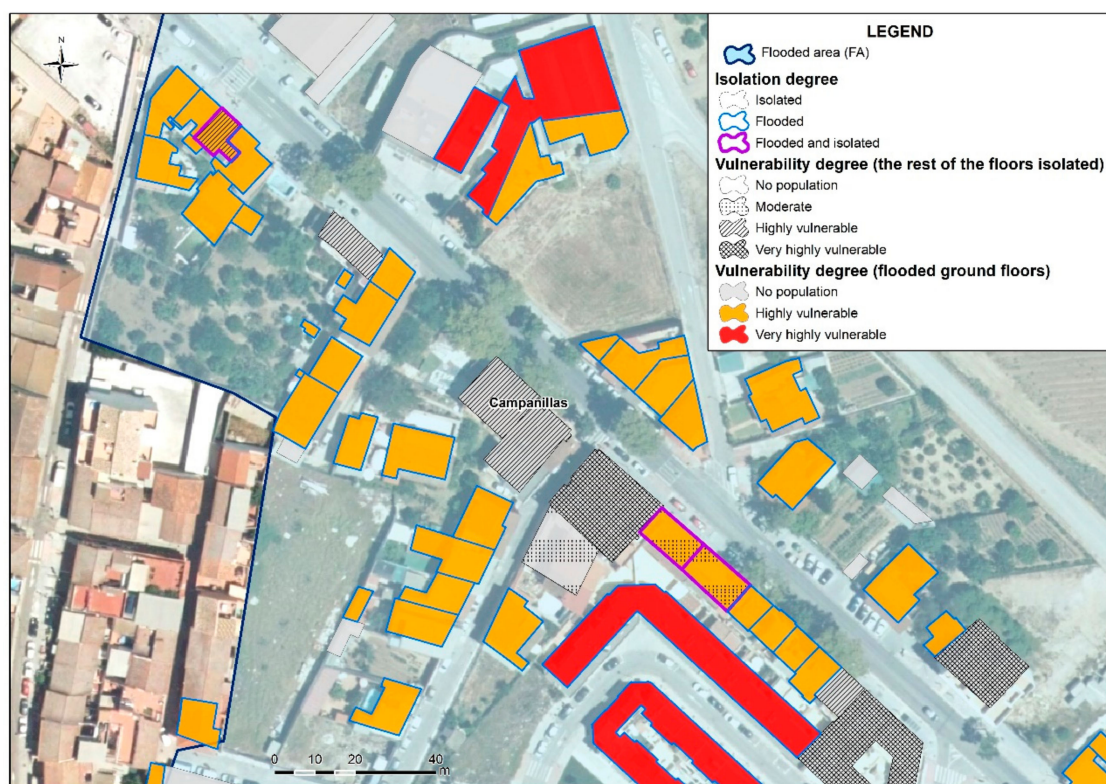 N
LEGEND
Flooded area (FA)
Isolation degree
Isolated
Flooded
Flooded and isolated
Vulnerability degree (the rest of the floors isolated)
No population
Moderate
Highly vulnerable
Very highly vulnerable
Vulnerability degree (flooded ground floors)
No population
Highly vulnerable
Very highly vulnerable
Campanillas
0 10 20 40
m